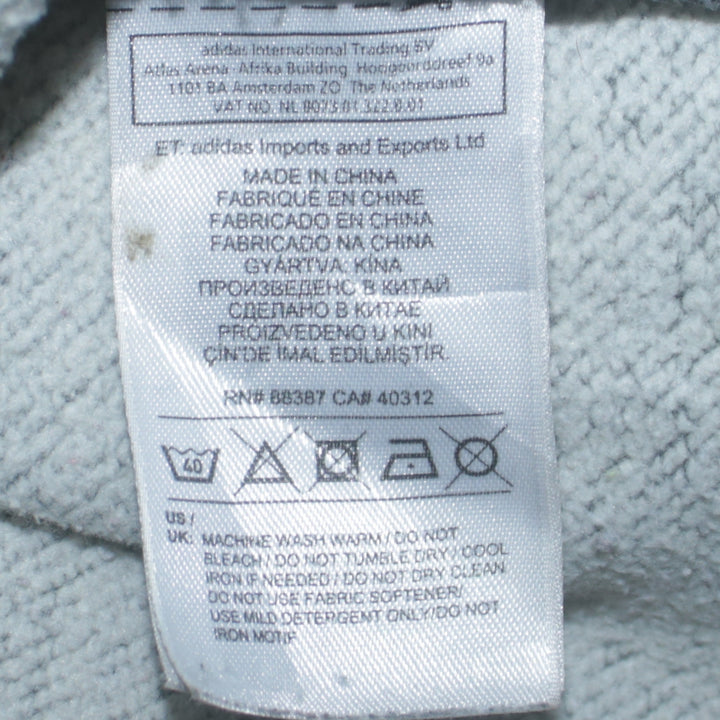 adidas International Trading BV
Atlas Arena Afrika Building Hoogoorddreef 9a
1101 BA Amsterdam ZO The Netherlands
VAT NO. NL 8073.01.322.B.01
ET: adidas Imports and Exports Ltd
MADE IN CHINA
FABRIQUÉ EN CHINE
FABRICADO EN CHINA
FABRICADO NA CHINA
GYÁRTVA: KÍNA
ПРОИЗВЕДЕНО В КИТАЙ
СДЕЛАНО В КИТАЕ
PROIZVEDENO U KINI
ÇİN'DE İMAL EDİLMİŞTİR.
RN# 88387 CA# 40312
40
US /
UK: MACHINE WASH WARM / DO NOT
BLEACH / DO NOT TUMBLE DRY / COOL
IRON IF NEEDED / DO NOT DRY CLEAN
DO NOT USE FABRIC SOFTENER/
USE MILD DETERGENT ONLY/DO NOT
IRON MOTIF